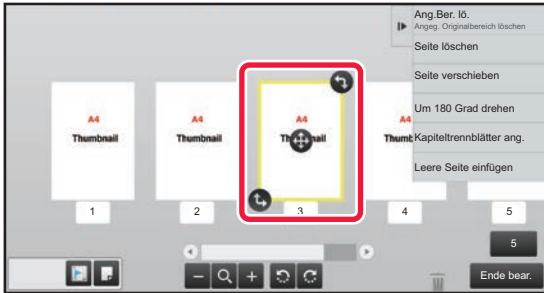 Ang.Ber. lö.
Angeg. Originalbereich löschen
Seite löschen
Seite verschieben
Um 180 Grad drehen
Kapiteltrennblätter ang.
Leere Seite einfügen
A4 A4 A4 A4
Thumbnail Thumbnail Thumbnail Thumb
1 2 3 4 5
5
Ende bear.